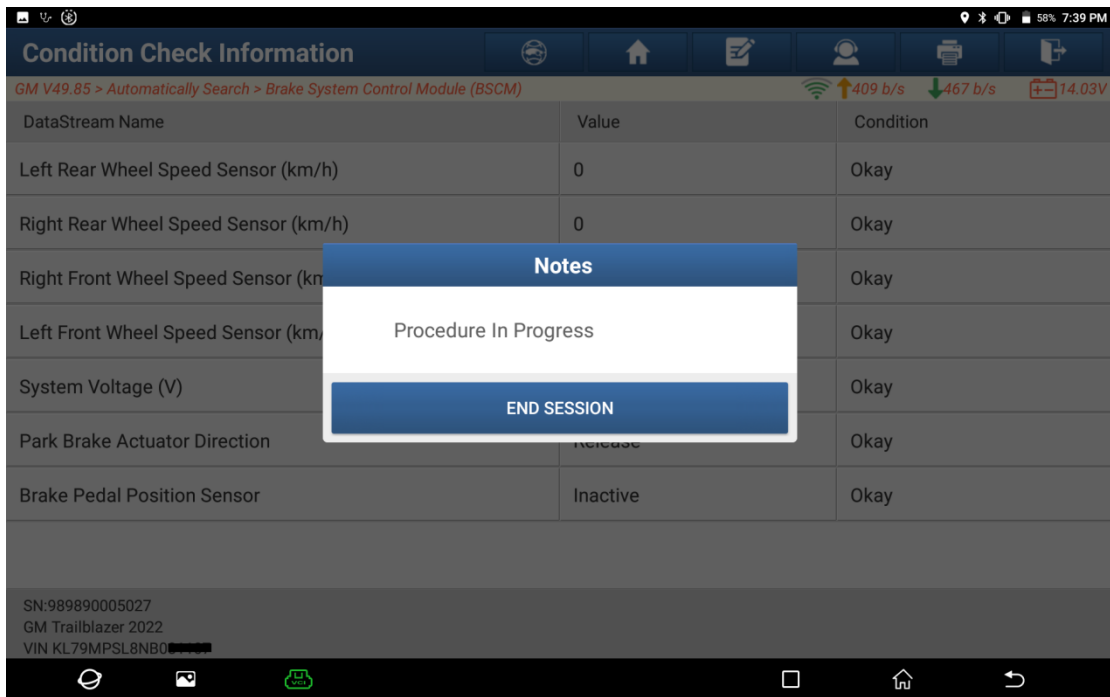 58% 7:39 PM
Condition Check Information
GM V49.85 > Automatically Search > Brake System Control Module (BSCM)
409 b/s 467 b/s 14.03V
DataStream Name Value Condition
Left Rear Wheel Speed Sensor (km/h) 0 Okay
Right Rear Wheel Speed Sensor (km/h) 0 Okay
Right Front Wheel Speed Sensor (km Okay
Left Front Wheel Speed Sensor (km/ Okay
System Voltage (V) Okay
Park Brake Actuator Direction Release Okay
Brake Pedal Position Sensor Inactive Okay
Notes
Procedure In Progress
END SESSION
SN:989890005027
GM Trailblazer 2022
VIN KL79MPSL8NB0
VCI